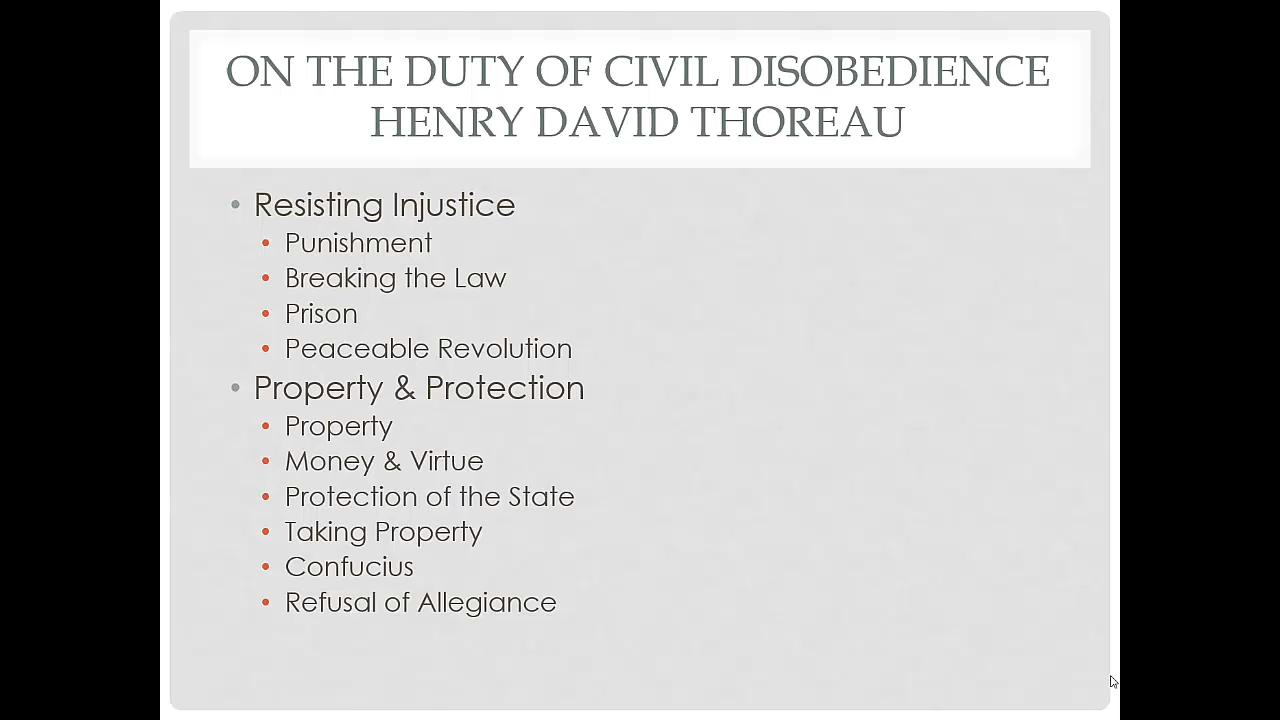 ON THE DUTY OF CIVIL DISOBEDIENCE
HENRY DAVID THOREAU
• Resisting Injustice
• Punishment
• Breaking the Law
• Prison
• Peaceable Revolution
• Property & Protection
• Property
• Money & Virtue
• Protection of the State
• Taking Property
• Confucius
• Refusal of Allegiance